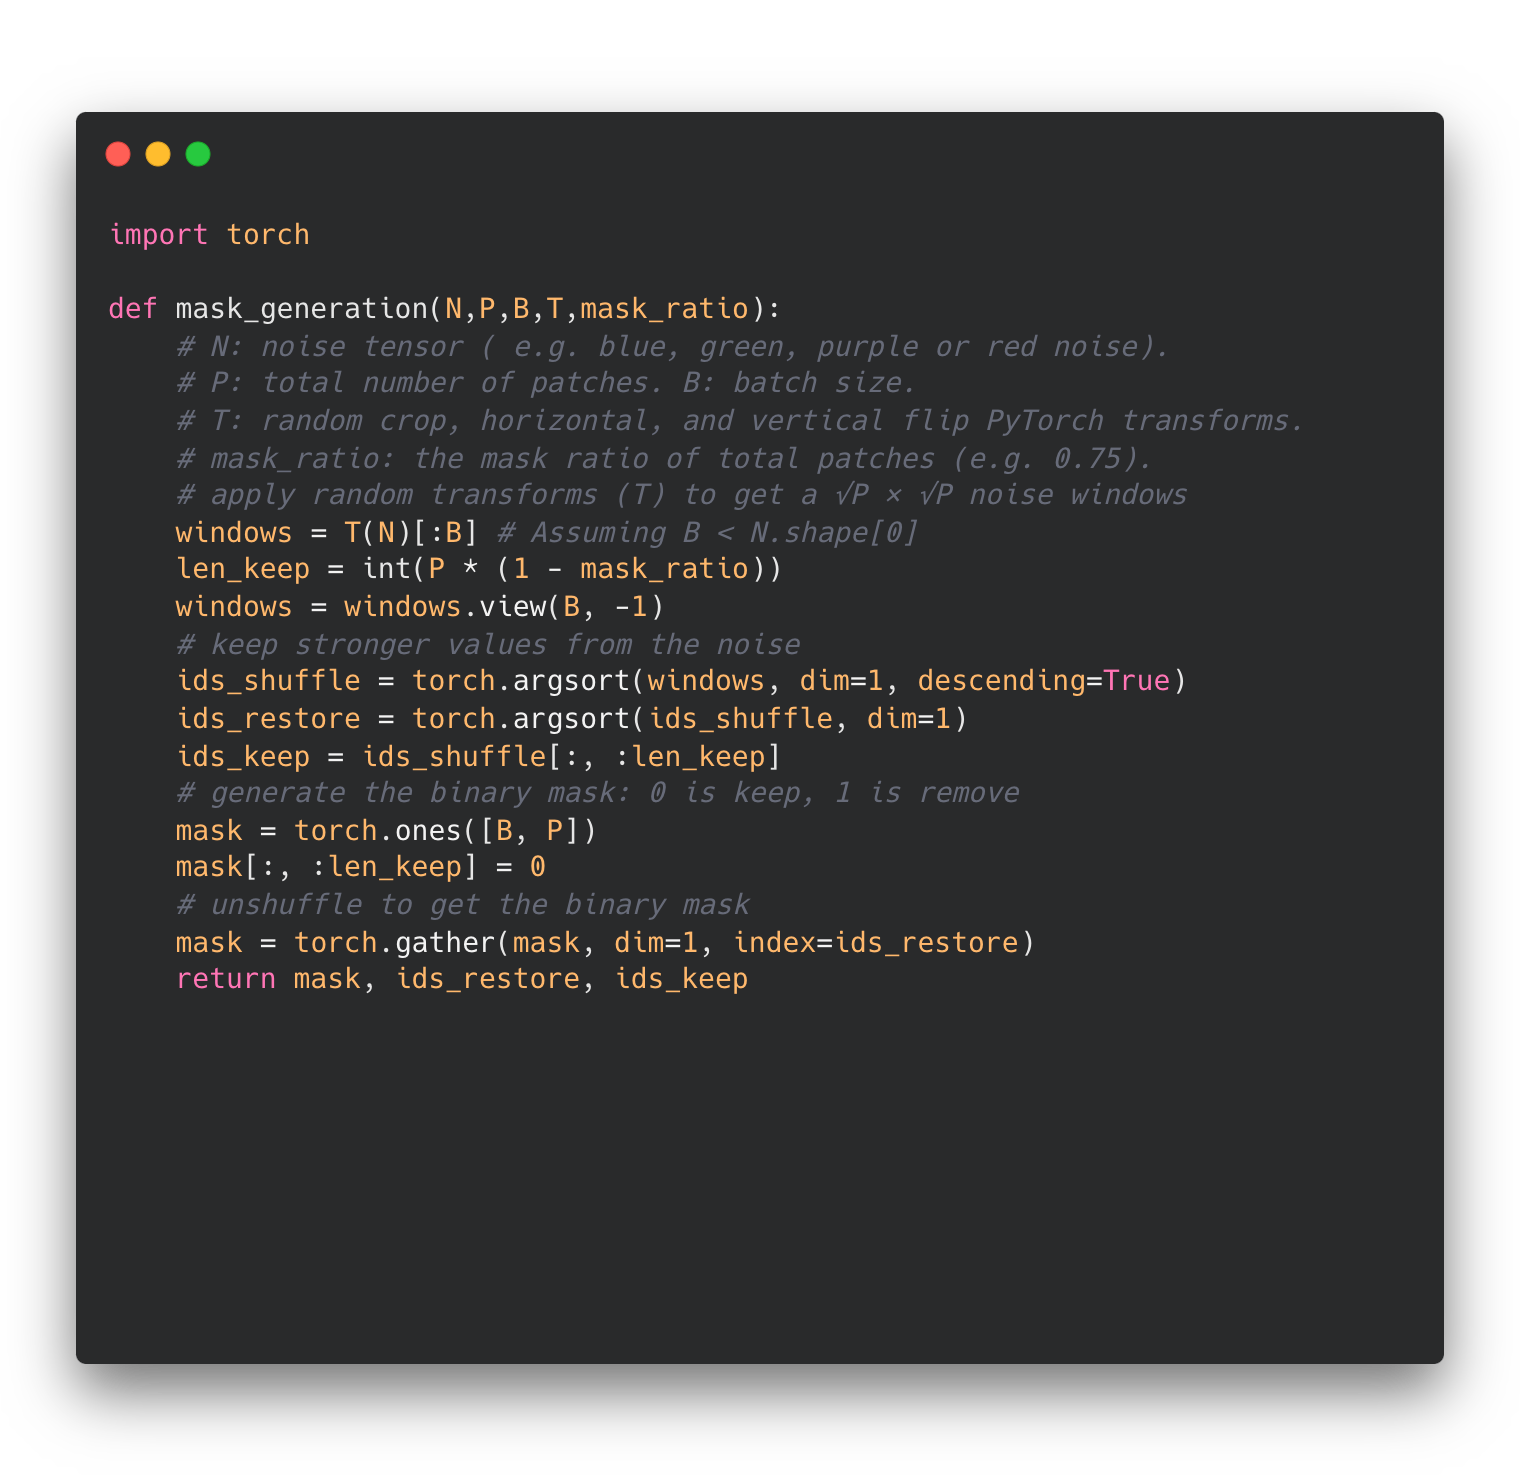 import torch

def mask_generation(N,P,B,T,mask_ratio):
    # N: noise tensor ( e.g. blue, green, purple or red noise).
    # P: total number of patches. B: batch size.
    # T: random crop, horizontal, and vertical flip PyTorch transforms.
    # mask_ratio: the mask ratio of total patches (e.g. 0.75).
    # apply random transforms (T) to get a √P × √P noise windows
    windows = T(N)[:B] # Assuming B < N.shape[0]
    len_keep = int(P * (1 - mask_ratio))
    windows = windows.view(B, -1)
    # keep stronger values from the noise
    ids_shuffle = torch.argsort(windows, dim=1, descending=True)
    ids_restore = torch.argsort(ids_shuffle, dim=1)
    ids_keep = ids_shuffle[:, :len_keep]
    # generate the binary mask: 0 is keep, 1 is remove
    mask = torch.ones([B, P])
    mask[:, :len_keep] = 0
    # unshuffle to get the binary mask
    mask = torch.gather(mask, dim=1, index=ids_restore)
    return mask, ids_restore, ids_keep